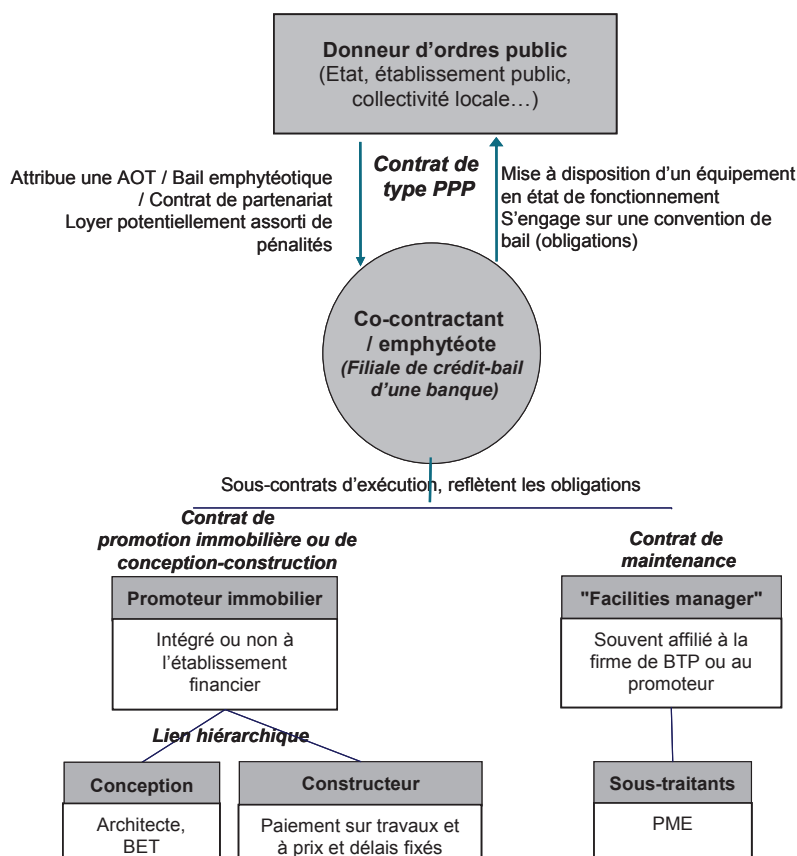 Donneur d'ordres public
(Etat, établissement public,
collectivité locale…)
Attribue une AOT / Bail emphytéotique
/ Contrat de partenariat
Loyer potentiellement assorti de
pénalités
Contrat de
type PPP
Mise à disposition d'un équipement
en état de fonctionnement
S'engage sur une convention de
bail (obligations)
Co-contractant
/ emphytéote
(Filiale de crédit-bail
d'une banque)
Sous-contrats d'exécution, reflètent les obligations
Contrat de
promotion immobilière ou de
conception-construction
Promoteur immobilier
Intégré ou non à
l'établissement
financier
Contrat de
maintenance
"Facilities manager"
Souvent affilié à la
firme de BTP ou au
promoteur
Lien hiérarchique
Conception
Architecte,
BET
Constructeur
Paiement sur travaux et
à prix et délais fixés
Sous-traitants
PME